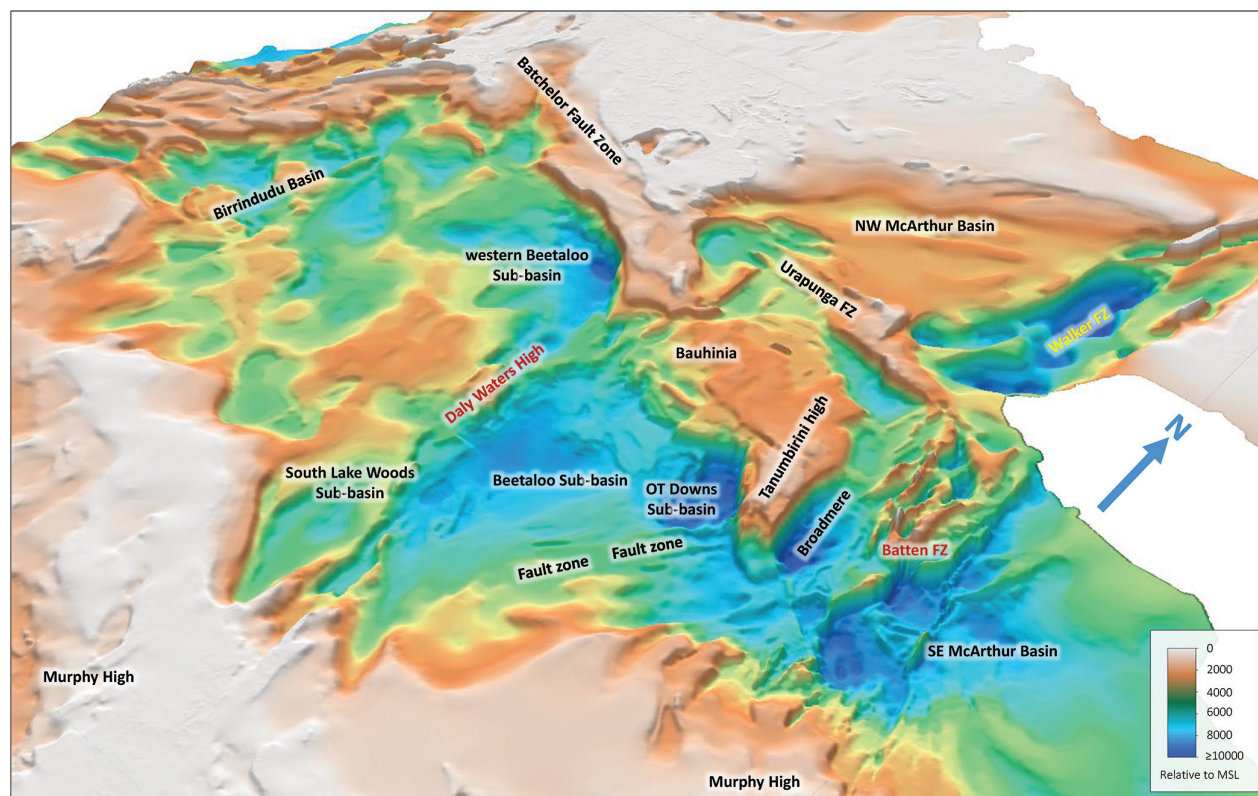 Batchelor Fault Zone
Birrindudu Basin
NW McArthur Basin
western Beetaloo
Sub-basin
Urapunga FZ
Walker FZ
Bauhinia
Daly Waters High
Tanumbirini high
N
South Lake Woods
Sub-basin
Beetaloo Sub-basin
OT Downs
Sub-basin
Broadmere
Batten FZ
Fault zone
Fault zone
SE McArthur Basin
Murphy High
Murphy High
0
2000
4000
6000
8000
≥10000
Relative to MSL